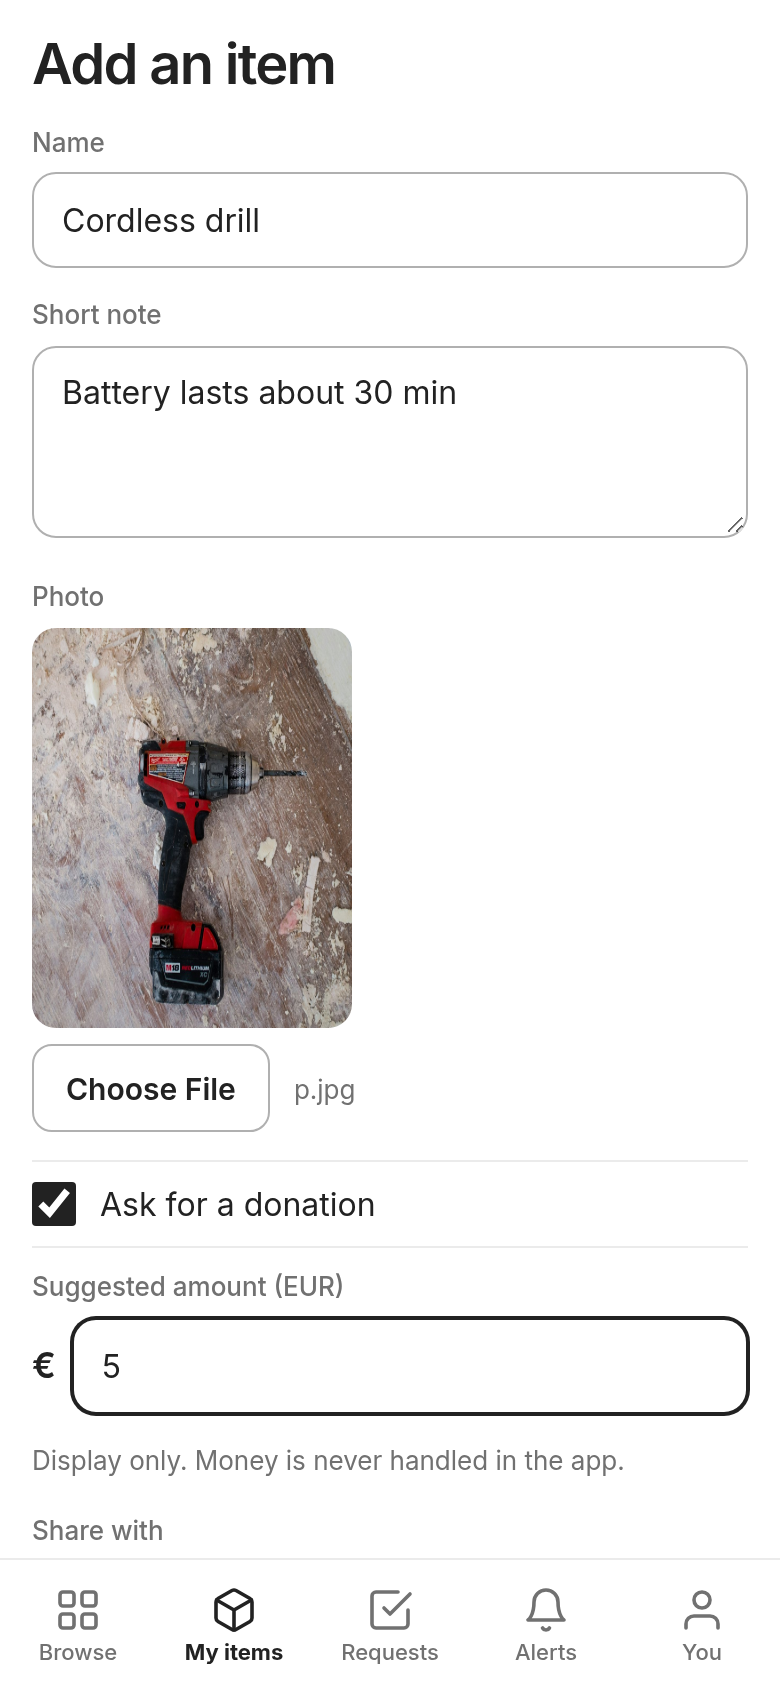 Add an item
Name
Cordless drill
Short note
Battery lasts about 30 min
Photo
M18
LITHIUM
Choose File
p.jpg
Ask for a donation
Suggested amount (EUR)
€ 5
Display only. Money is never handled in the app.
Share with
Browse
My items
Requests
Alerts
You